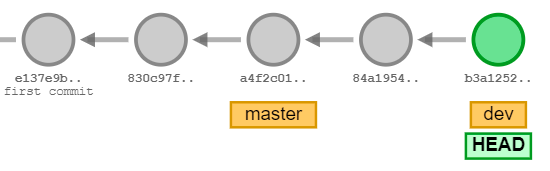 e137e9b.. 830c97f.. a4f2c01.. 84a1954.. b3a1252..
first commit
master dev
HEAD